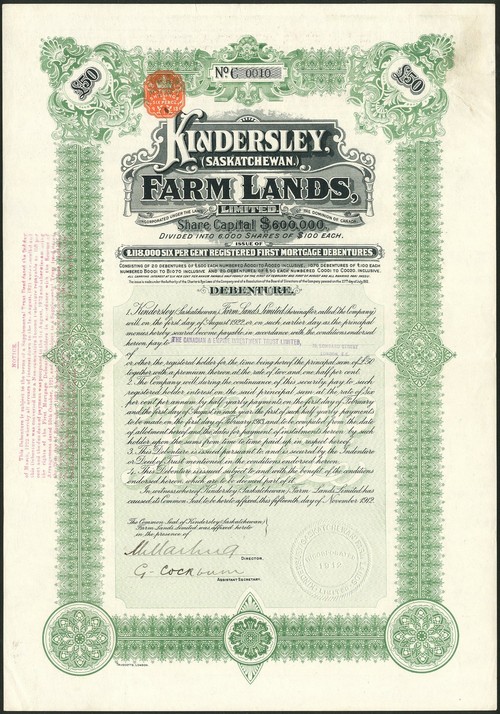 £50
No C 0010
£50
KINDERSLEY,
(SASKATCHEWAN.)
FARM LANDS,
LIMITED.
INCORPORATED UNDER THE LAWS
OF THE DOMINION OF CANADA.
Share Capital $600,000
DIVIDED INTO 6,000 SHARES OF $100 EACH.
ISSUE OF
£118,000 SIX PER CENT REGISTERED FIRST MORTGAGE DEBENTURES
DEBENTURE.
1. Kindersley (Saskatchewan) Farm Lands, Limited (hereinafter called the Company)
will, on the first day of August 1922, or on such earlier day as the principal
moneys hereby secured become payable, in accordance with the conditions endorsed
hereon, pay to THE CANADIAN & EMPIRE INVESTMENT TRUST LIMITED,
of
or other the registered holder for the time being hereof the principal sum of £50
together with a premium thereon at the rate of two and one half per cent.
2. The Company will during the continuance of this security pay to such
registered holder interest on the said principal sum at the rate of Six
per cent per annum by half-yearly payments on the first day of February
and the first day of August in each year the first of such half yearly payments
to be made on the first day of February 1913, and to be computed from the date
of allotment hereof and the dates for payment of instalments hereon by such
holder upon the sums from time to time paid up in respect hereof.
3. This Debenture is issued pursuant to and is secured by the Indenture
or Deed of Trust mentioned in the conditions endorsed hereon.
4. This Debenture is issued subject to and with the benefit of the conditions
endorsed hereon, which are to be deemed part of it.
In witness whereof Kindersley (Saskatchewan) Farm Lands, Limited has
caused its Common Seal to be hereto affixed, this fifteenth day of November 1912.
The Common Seal of Kindersley (Saskatchewan)
Farm Lands, Limited was affixed hereto
in the presence of
DIRECTOR.
G. Cockburn
ASSISTANT SECRETARY.
1912